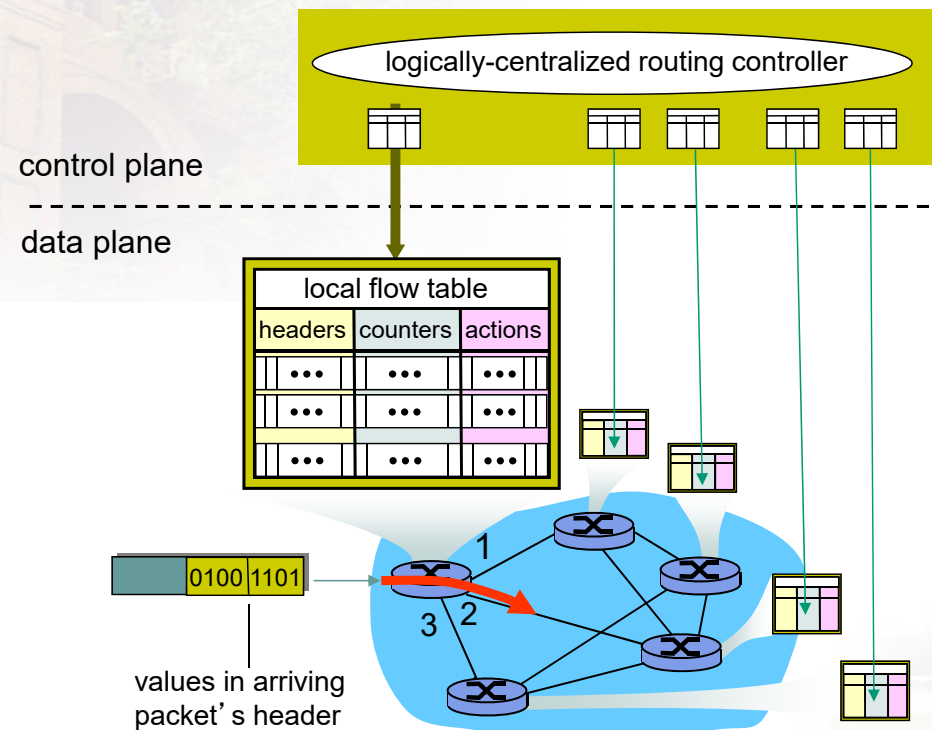 logically-centralized routing controller
control plane
data plane
local flow table
headers counters actions
••• ••• •••
••• ••• •••
••• ••• •••
1
2
3
0100 1101
values in arriving
packet’ s header